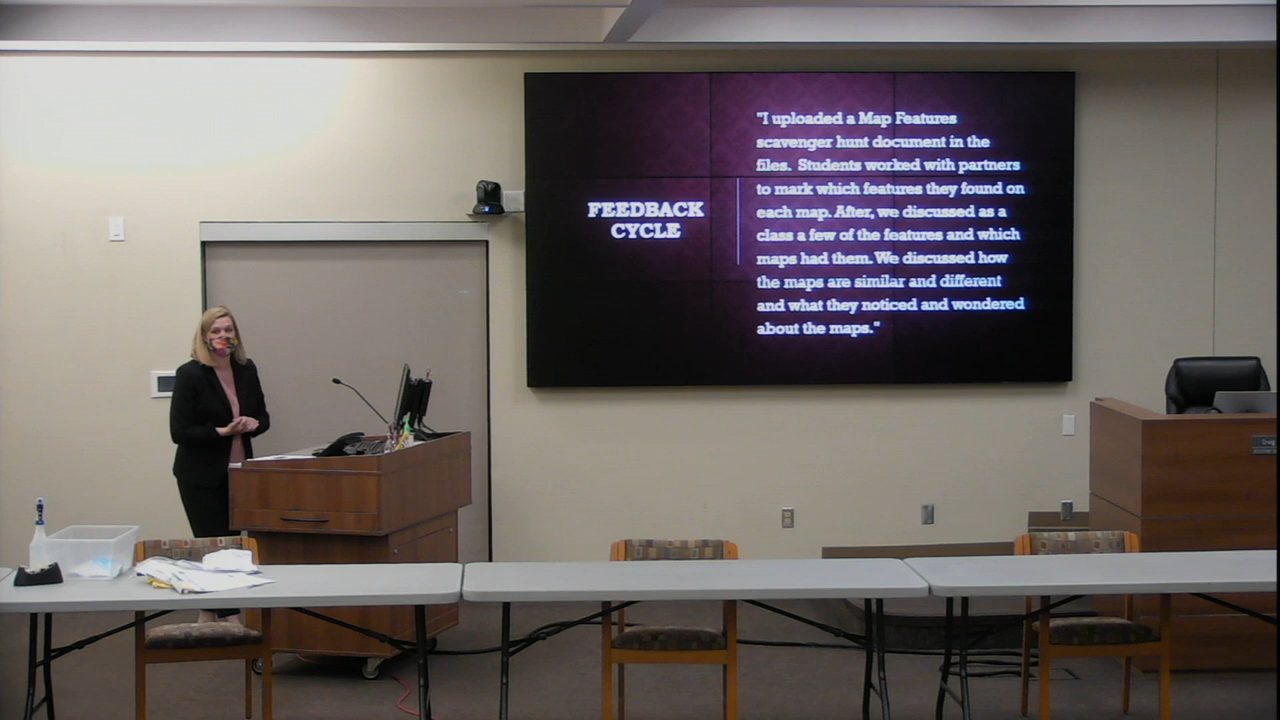 FEEDBACK
CYCLE
"I uploaded a Map Features
scavenger hunt document in the
files. Students worked with partners
to mark which features they found on
each map. After, we discussed as a
class a few of the features and which
maps had them. We discussed how
the maps are similar and different
and what they noticed and wondered
about the maps."